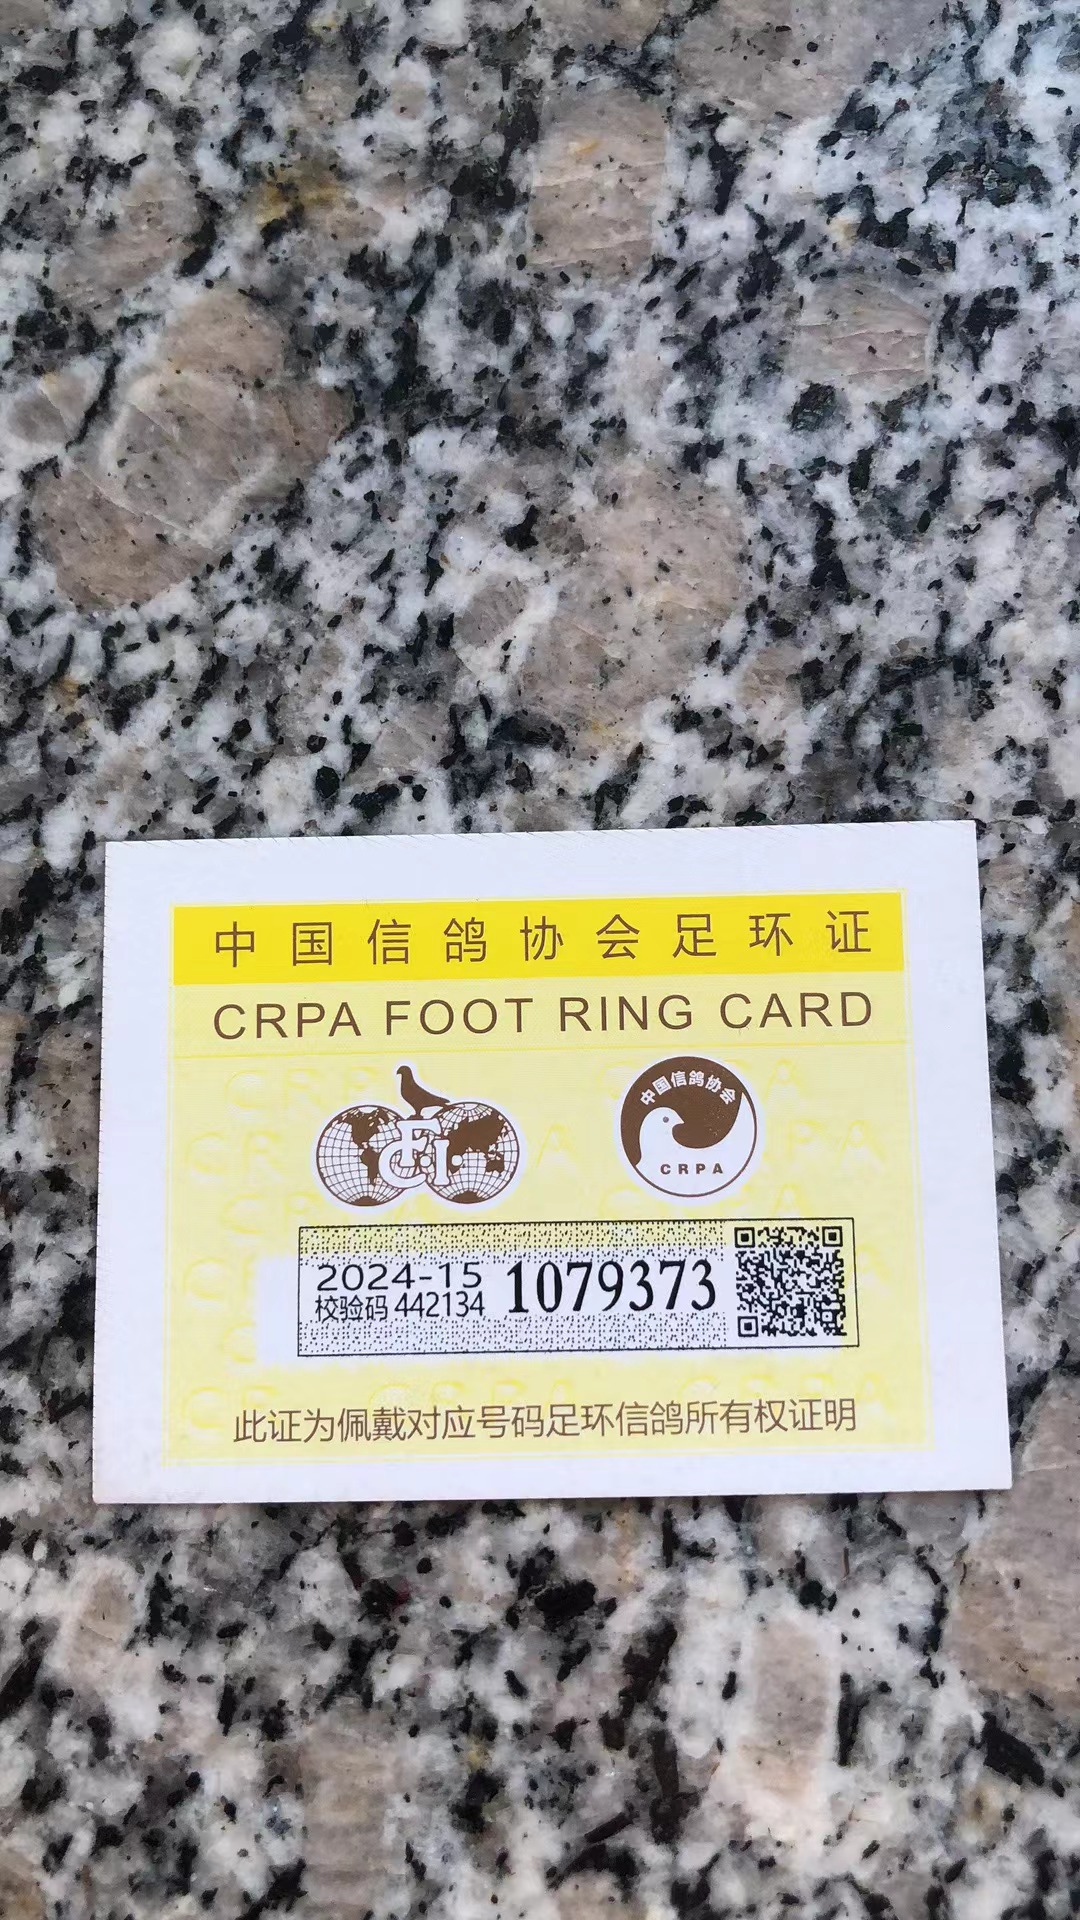 中国信鸽协会足环证
CRPA FOOT RING CARD
FCI
中国信鸽协会
CRPA
2024-15
校验码 442134
1079373
此证为佩戴对应号码足环信鸽所有权证明